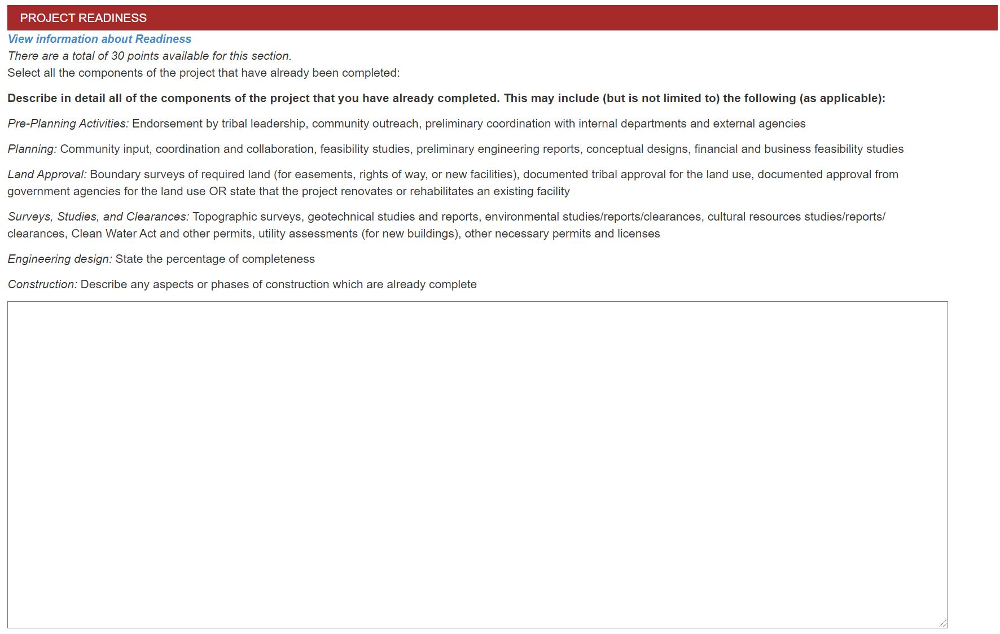 PROJECT READINESS
View information about Readiness
There are a total of 30 points available for this section.
Select all the components of the project that have already been completed:
Describe in detail all of the components of the project that you have already completed. This may include (but is not limited to) the following (as applicable):
Pre-Planning Activities: Endorsement by tribal leadership, community outreach, preliminary coordination with internal departments and external agencies
Planning: Community input, coordination and collaboration, feasibility studies, preliminary engineering reports, conceptual designs, financial and business feasibility studies
Land Approval: Boundary surveys of required land (for easements, rights of way, or new facilities), documented tribal approval for the land use, documented approval from
government agencies for the land use OR state that the project renovates or rehabilitates an existing facility
Surveys, Studies, and Clearances: Topographic surveys, geotechnical studies and reports, environmental studies/reports/clearances, cultural resources studies/reports/
clearances, Clean Water Act and other permits, utility assessments (for new buildings), other necessary permits and licenses
Engineering design: State the percentage of completeness
Construction: Describe any aspects or phases of construction which are already complete